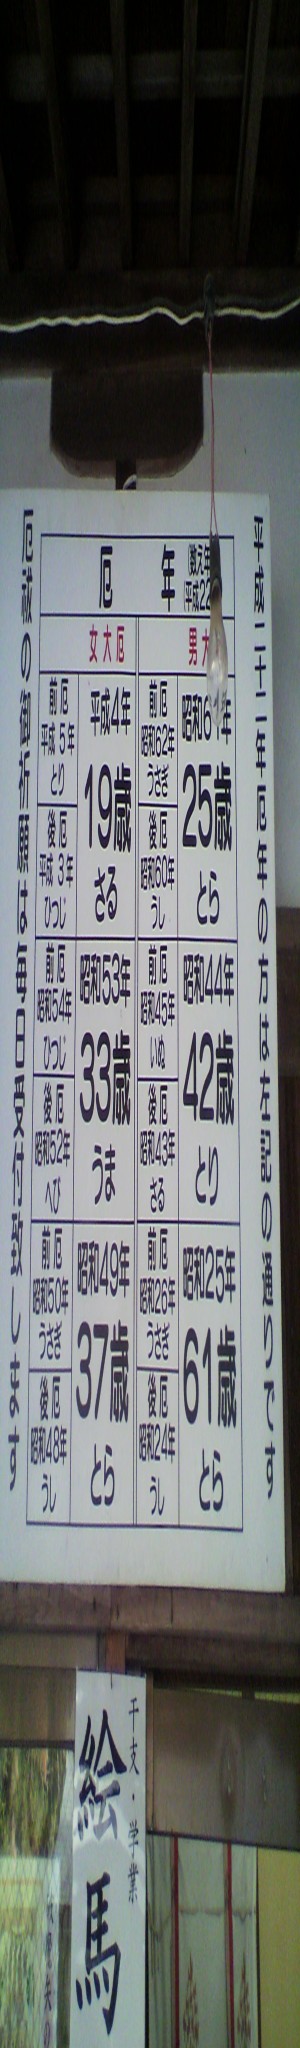 平成二十二年厄年の方は左記の通りです
厄年
数え年
平成22
男大
昭和6 年
25歳
とら
昭和44年
42歳
とり
昭和25年
61歳
とら
前厄
昭和62年
うさぎ
後厄
昭和60年
うし
前厄
昭和45年
いぬ
後厄
昭和43年
さる
前厄
昭和26年
うさぎ
後厄
昭和24年
うし
女大厄
平成4年
19歳
さる
昭和53年
33歳
うま
昭和49年
37歳
とら
前厄
平成5年
とり
後厄
平成3年
ひつじ
前厄
昭和54年
ひつじ
後厄
昭和52年
へび
前厄
昭和50年
うさぎ
後厄
昭和48年
うし
厄祓の御祈願は毎日受付致します
干支・学業
絵馬